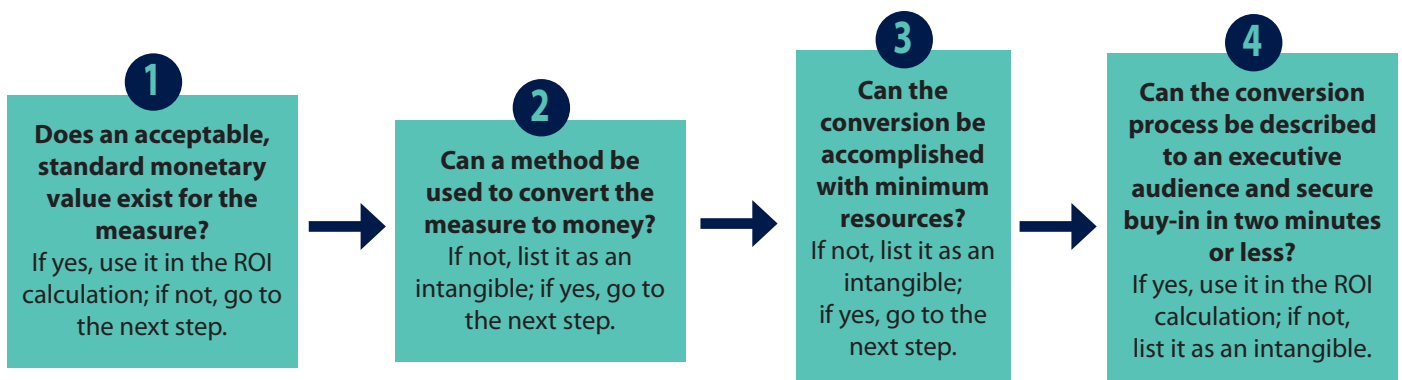 1
Does an acceptable,
standard monetary
value exist for the
measure?
If yes, use it in the ROI
calculation; if not, go to
the next step.
2
Can a method be
used to convert the
measure to money?
If not, list it as an
intangible; if yes, go to
the next step.
3
Can the
conversion be
accomplished
with minimum
resources?
If not, list it as an
intangible;
if yes, go to the
next step.
4
Can the conversion
process be described
to an executive
audience and secure
buy-in in two minutes
or less?
If yes, use it in the ROI
calculation; if not,
list it as an intangible.